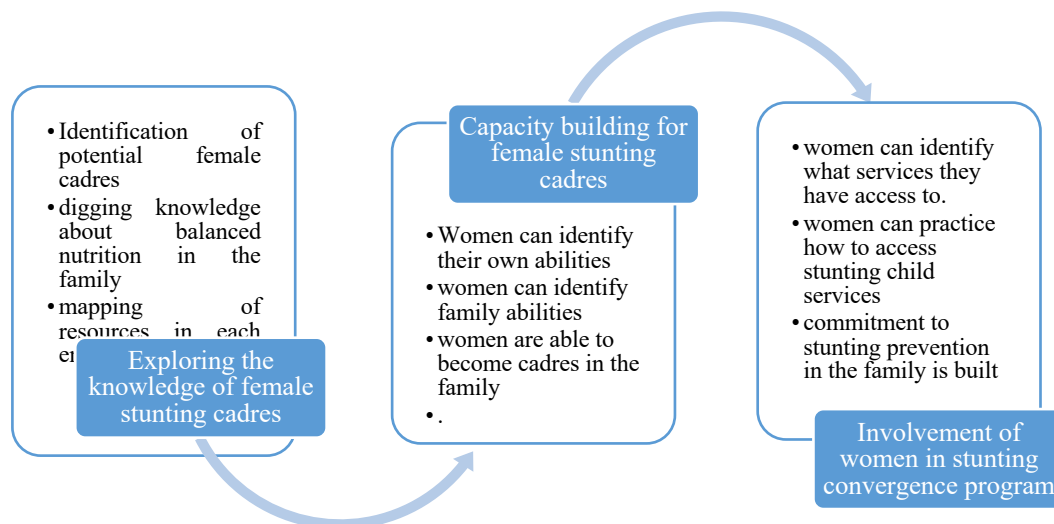 •Identification of
potential female
cadres
•digging knowledge
about balanced
nutrition in the
family
•mapping of
resources in each
Exploring the
knowledge of female
stunting cadres
Capacity building for
female stunting
cadres
•Women can identify
their own abilities
•women can identify
family abilities
•women are able to
become cadres in the
family
•.
•women can identify
what services they
have access to.
•women can practice
how to access
stunting child
services
•commitment to
stunting prevention
in the family is built
Involvement of
women in stunting
convergence program